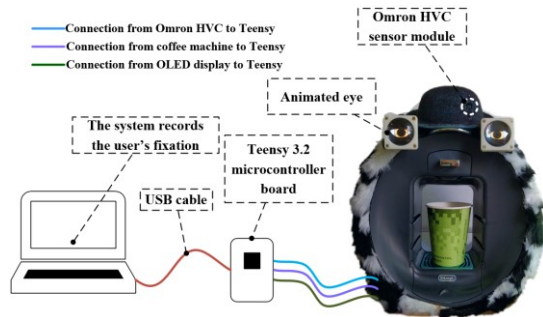 Connection from Omron HVC to Teensy
Connection from coffee machine to Teensy
Connection from OLED display to Teensy
Omron HVC
sensor module
Animated eye
The system records
the user's fixation
Teensy 3.2
microcontroller
board
USB cable